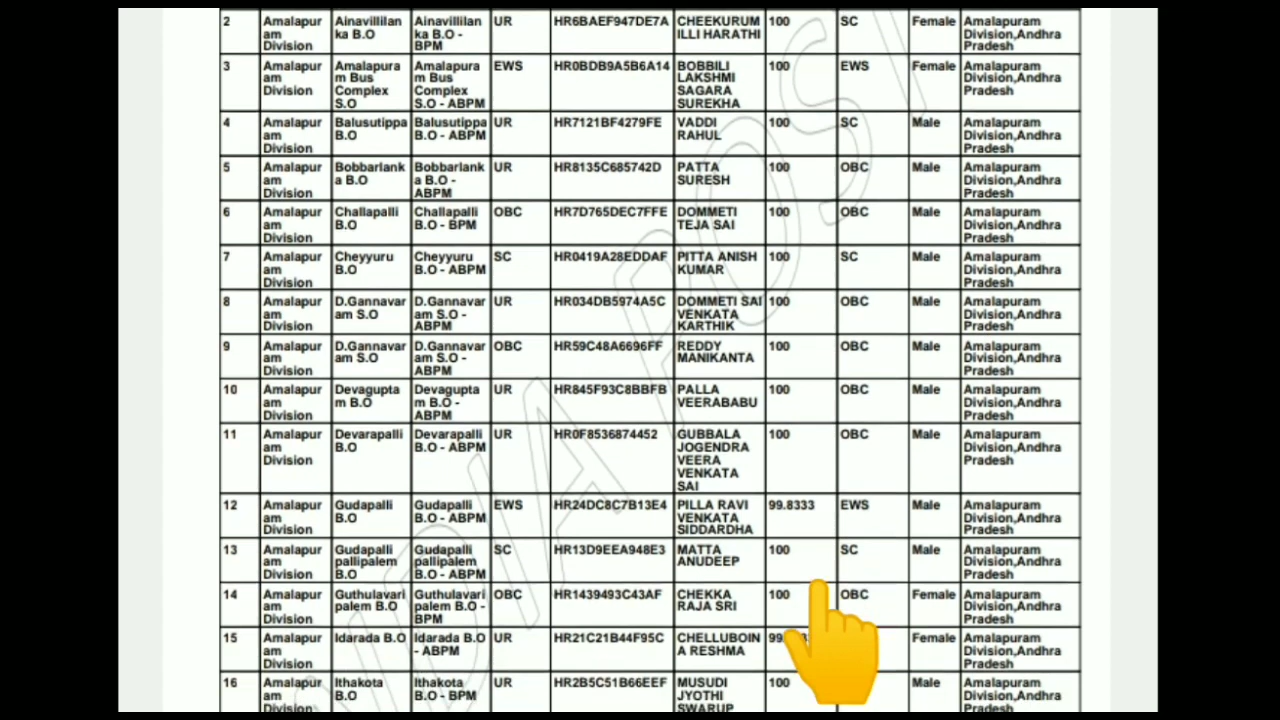 2 Amalapur Ainavillilan Ainavillilan UR HR6BAEF947DE7A CHEEKURUM 100 SC Female Amalapuram
am ka B.O ka B.O - ILLI HARATHI Division,Andhra
Division BPM Pradesh
3 Amalapur Amalapura Amalapura EWS HR0BDB9A5B6A14 BOBBILI 100 EWS Female Amalapuram
am m Bus m Bus LAKSHMI Division,Andhra
Division Complex Complex SAGARA Pradesh
S.O S.O - ABPM SUREKHA
4 Amalapur Balusutippa Balusutippa UR HR7121BF4279FE VADDI 100 SC Male Amalapuram
am B.O B.O - ABPM RAHUL Division,Andhra
Division Pradesh
5 Amalapur Bobbarlank Bobbarlank UR HR8135C685742D PATTA 100 OBC Male Amalapuram
am a B.O a B.O - SURESH Division,Andhra
Division ABPM Pradesh
6 Amalapur Challapalli Challapalli OBC HR7D765DEC7FFE DOMMETI 100 OBC Male Amalapuram
am B.O B.O - BPM TEJA SAI Division,Andhra
Division Pradesh
7 Amalapur Cheyyuru Cheyyuru SC HR0419A28EDDAF PITTA ANISH 100 SC Male Amalapuram
am B.O B.O - ABPM KUMAR Division,Andhra
Division Pradesh
8 Amalapur D.Gannavar D.Gannavar UR HR034DB5974A5C DOMMETI SAI 100 OBC Male Amalapuram
am am S.O am S.O - VENKATA Division,Andhra
Division ABPM KARTHIK Pradesh
9 Amalapur D.Gannavar D.Gannavar OBC HR59C48A6696FF REDDY 100 OBC Male Amalapuram
am am S.O am S.O - MANIKANTA Division,Andhra
Division ABPM Pradesh
10 Amalapur Devagupta Devagupta UR HR845F93C8BBFB PALLA 100 OBC Male Amalapuram
am m B.O m B.O - VEERABABU Division,Andhra
Division ABPM Pradesh
11 Amalapur Devarapalli Devarapalli UR HR0F8536874452 GUBBALA 100 OBC Male Amalapuram
am B.O B.O - ABPM JOGENDRA Division,Andhra
Division VEERA Pradesh
VENKATA
SAI
12 Amalapur Gudapalli Gudapalli EWS HR24DC8C7B13E4 PILLA RAVI 99.8333 EWS Male Amalapuram
am B.O B.O - ABPM VENKATA Division,Andhra
Division SIDDARDHA Pradesh
13 Amalapur Gudapalli Gudapalli SC HR13D9EEA948E3 MATTA 100 SC Male Amalapuram
am pallipalem pallipalem ANUDEEP Division,Andhra
Division B.O B.O - ABPM Pradesh
14 Amalapur Guthulavari Guthulavari OBC HR1439493C43AF CHEKKA 100 OBC Female Amalapuram
am palem B.O palem B.O - RAJA SRI Division,Andhra
Division BPM Pradesh
15 Amalapur Idarada B.O Idarada B.O UR HR21C21B44F95C CHELLUBOIN Female Amalapuram
am - ABPM A RESHMA Division,Andhra
Division Pradesh
16 Amalapur Ithakota Ithakota UR HR2B5C51B66EEF MUSUDI 100 Male Amalapuram
am B.O B.O - BPM JYOTHI Division,Andhra
Division SWARUP Pradesh
INDIA POST